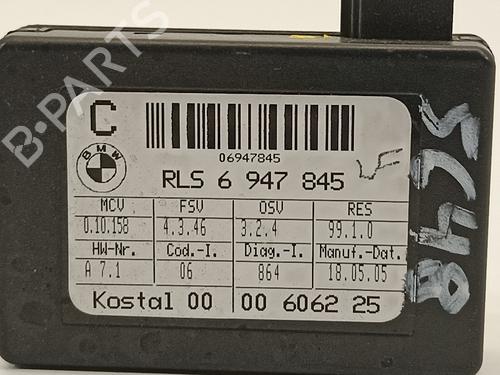 C
BMW
06947845
RLS 6 947 845
VF
MCV FSV OSV RES
0.10.158 4.3.46 3.2.4 99.1.0
HW-Nr. Cod.-I. Diag.-I. Manuf.-Dat.
A 7.1 06 864 18.05.05
Kostal 00 00 6062 25
B-PARTS